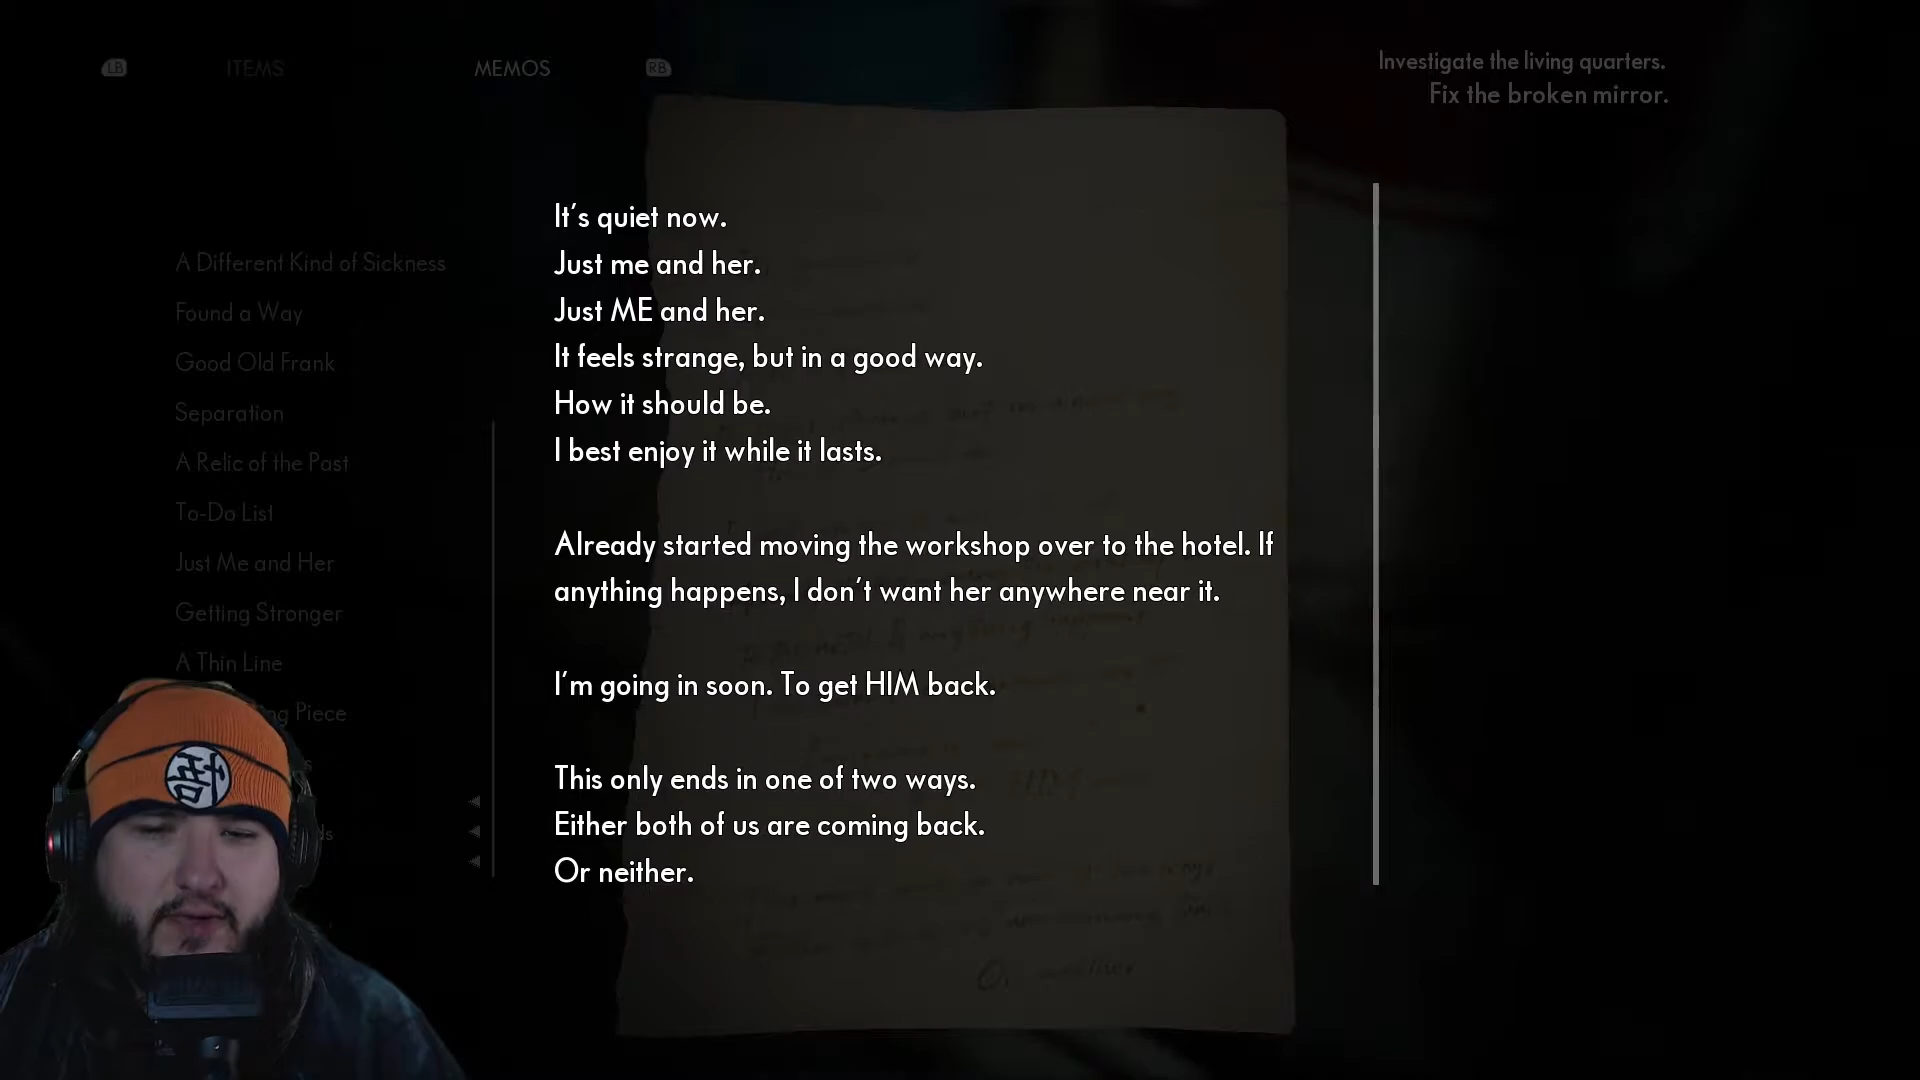 LB ITEMS MEMOS RB
Investigate the living quarters.
Fix the broken mirror.
A Different Kind of Sickness
Found a Way
Good Old Frank
Separation
A Relic of the Past
To-Do List
Just Me and Her
Getting Stronger
A Thin Line
Piece
It's quiet now.
Just me and her.
Just ME and her.
It feels strange, but in a good way.
How it should be.
I best enjoy it while it lasts.
Already started moving the workshop over to the hotel. If
anything happens, I don't want her anywhere near it.
I'm going in soon. To get HIM back.
This only ends in one of two ways.
Either both of us are coming back.
Or neither.
悟